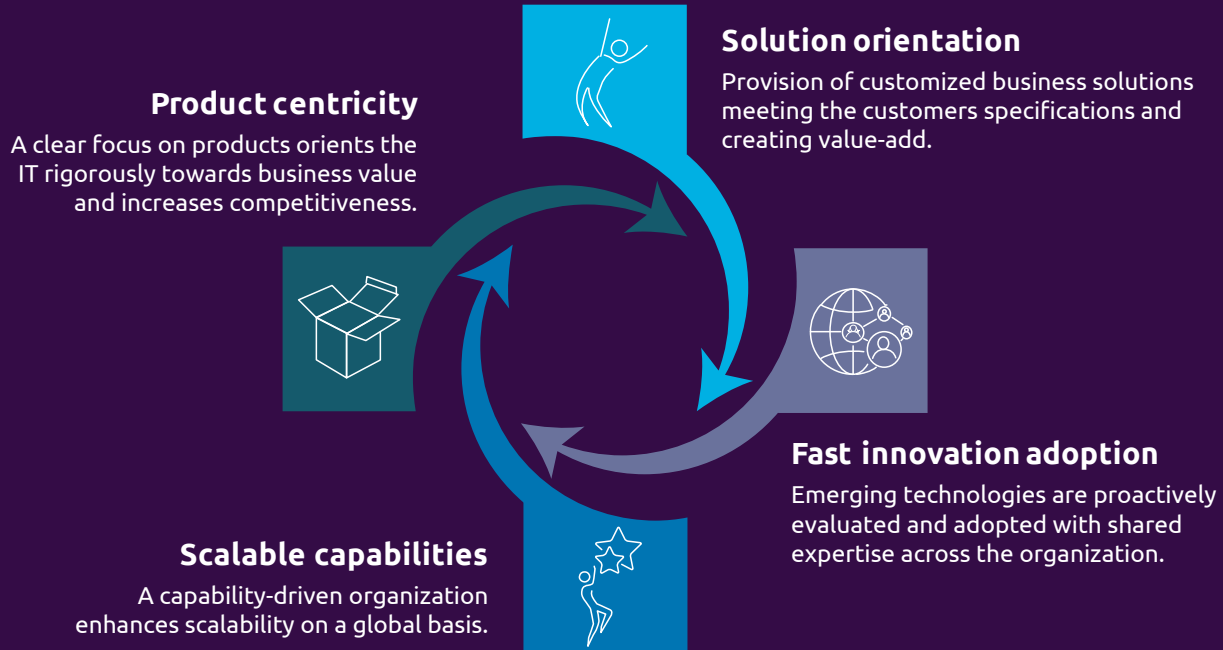 Product centricity
A clear focus on products orients the
IT rigorously towards business value
and increases competitiveness.
Solution orientation
Provision of customized business solutions
meeting the customers specifications and
creating value-add.
Fast innovation adoption
Emerging technologies are proactively
evaluated and adopted with shared
expertise across the organization.
Scalable capabilities
A capability-driven organization
enhances scalability on a global basis.